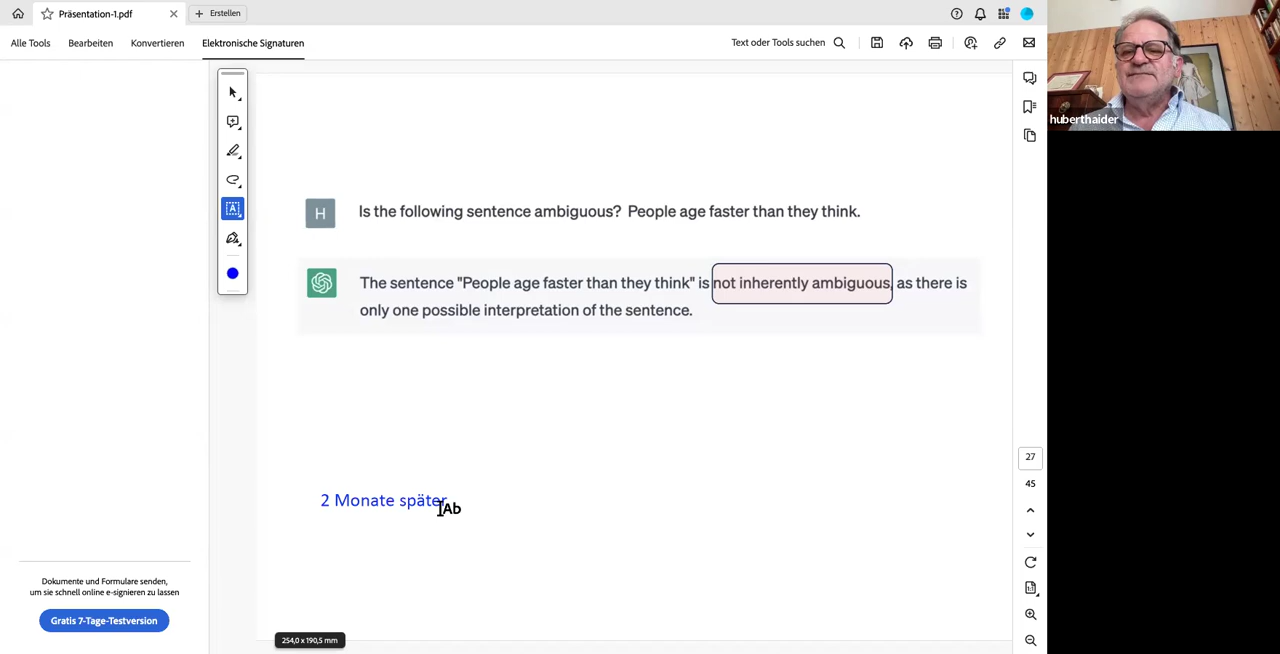 Präsentation-1.pdf
Erstellen
Alle Tools
Bearbeiten
Konvertieren
Elektronische Signaturen
Text oder Tools suchen
huberthaider
H
Is the following sentence ambiguous? People age faster than they think.
The sentence "People age faster than they think" is not inherently ambiguous, as there is
only one possible interpretation of the sentence.
2 Monate später
Ab
A
27
45
1:1
Dokumente und Formulare senden,
um sie schnell online e-signieren zu lassen
Gratis 7-Tage-Testversion
254,0 x 190,5 mm